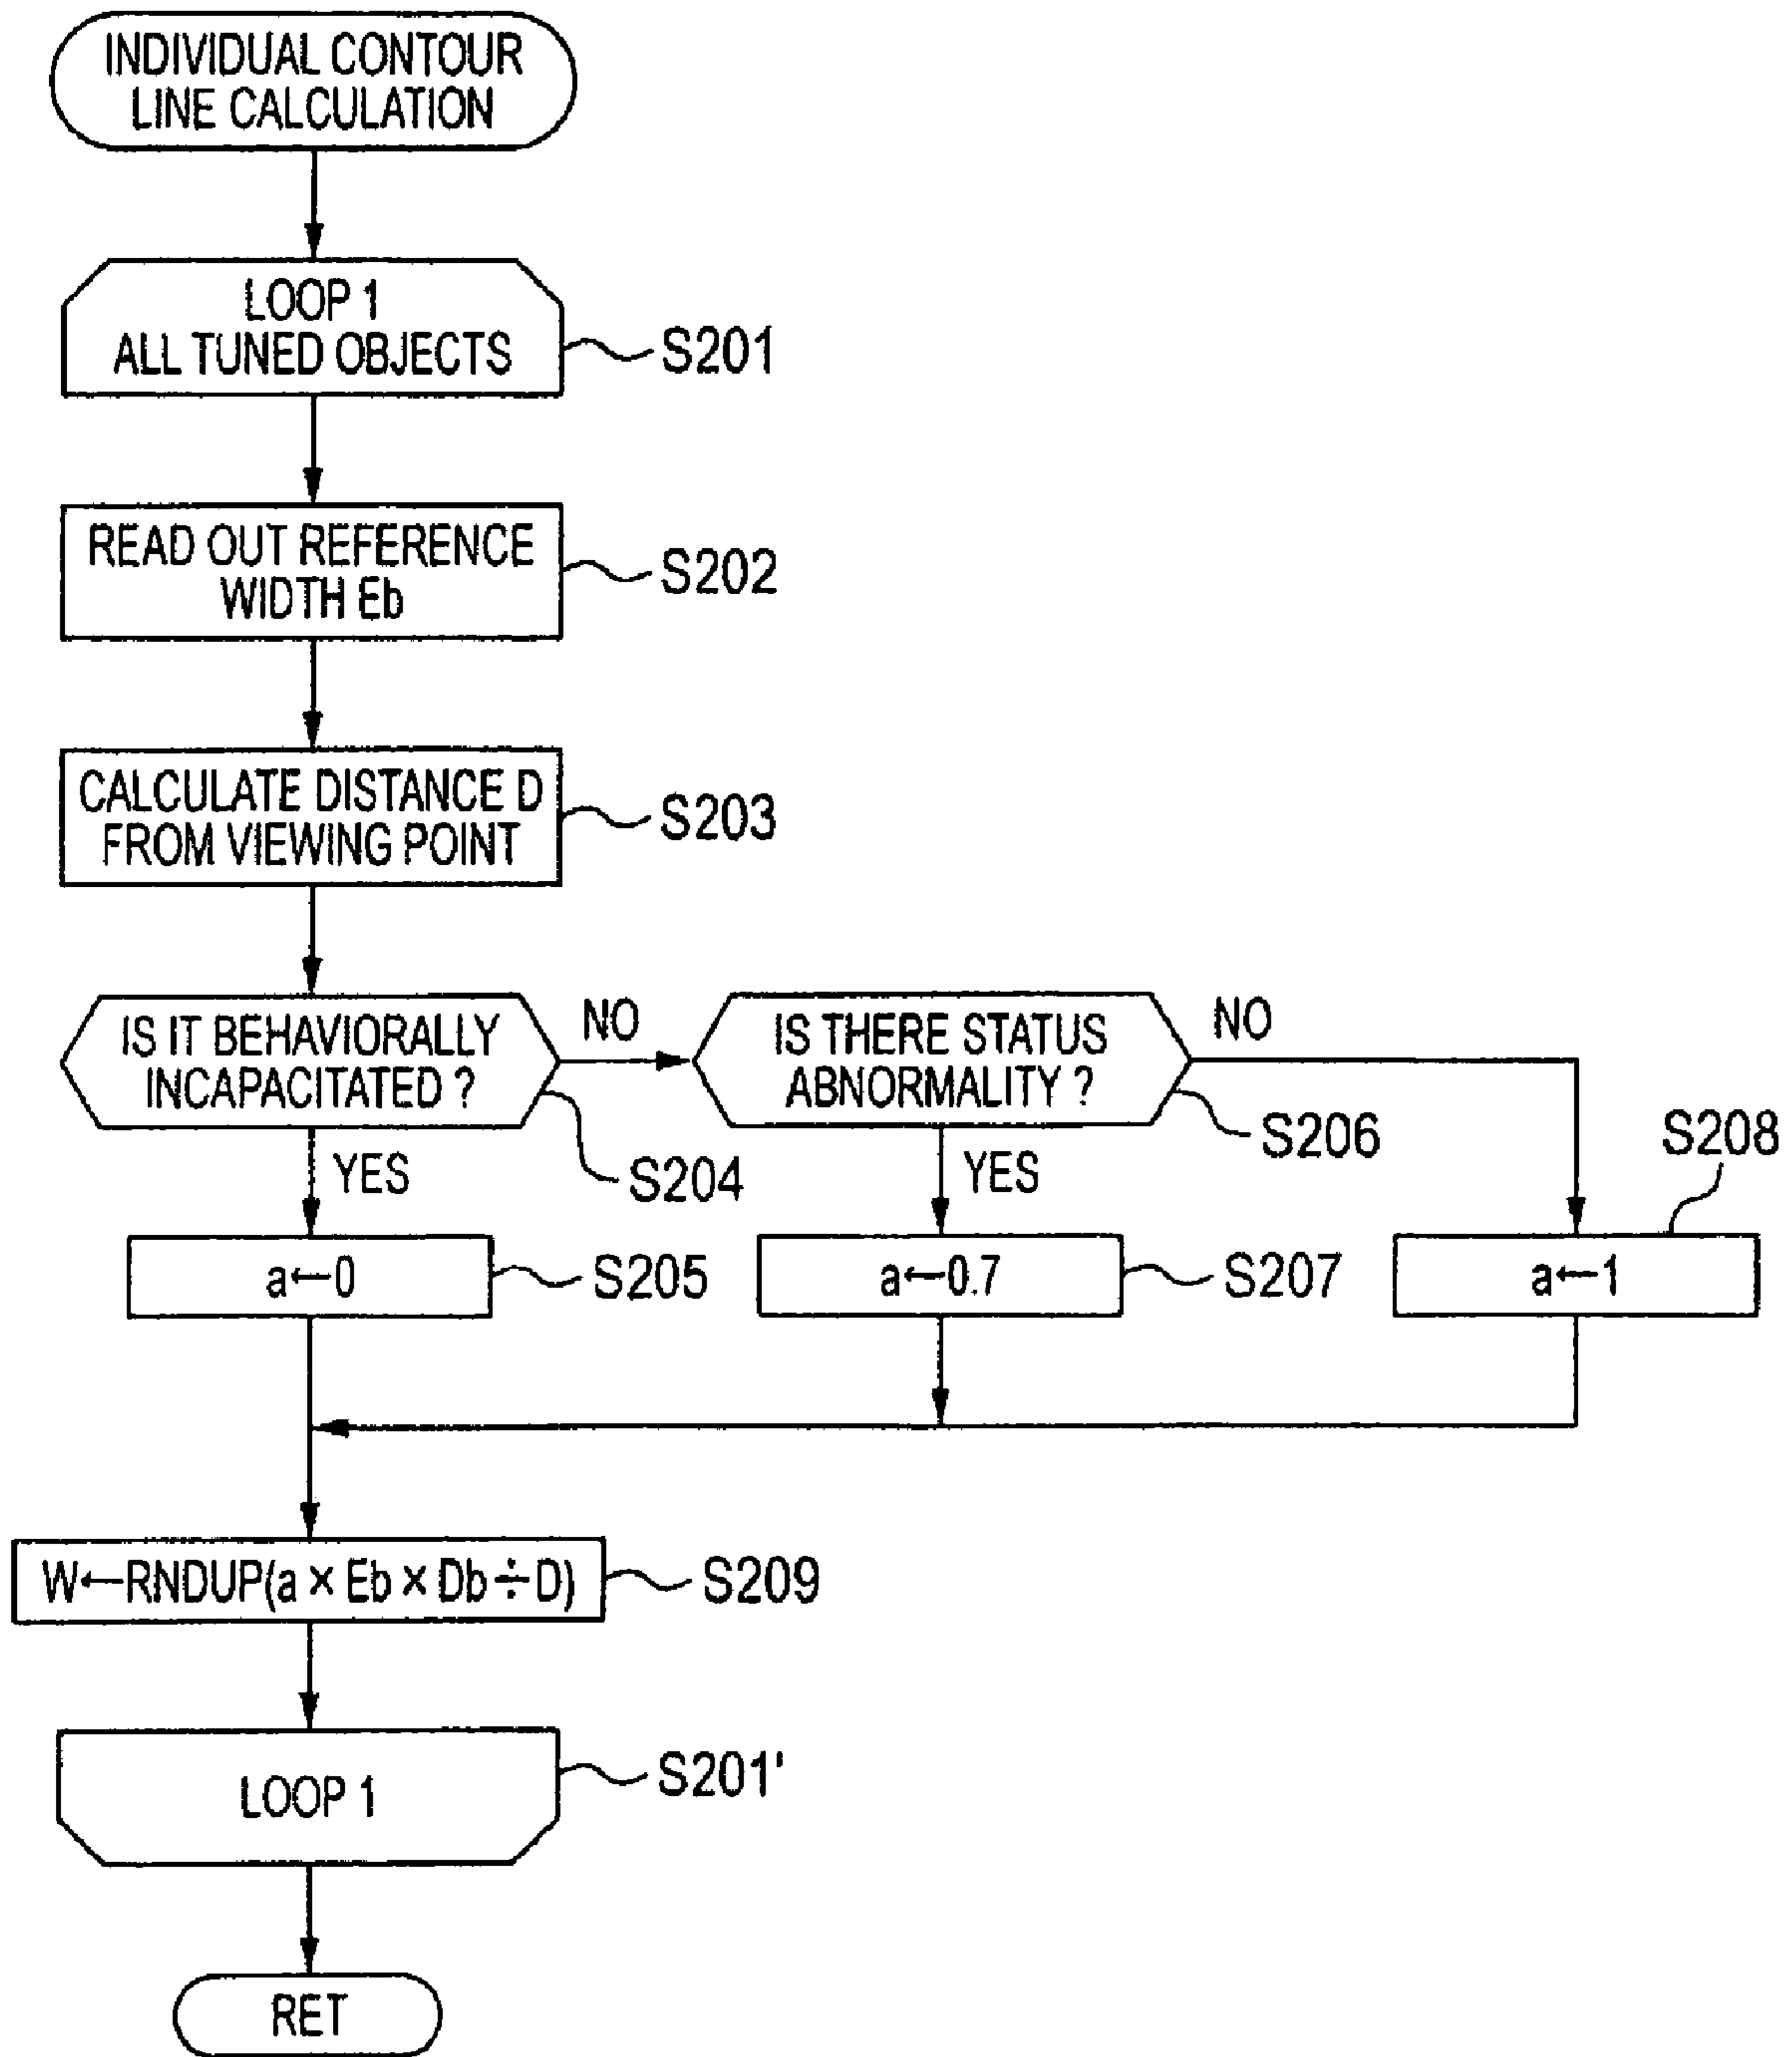 INDIVIDUAL CONTOUR
LINE CALCULATION
LOOP 1
ALL TUNED OBJECTS
S201
READ OUT REFERENCE
WIDTH Eb
S202
CALCULATE DISTANCE D
FROM VIEWING POINT
S203
IS IT BEHAVIORALLY
INCAPACITATED ?
NO
S204
YES
IS THERE STATUS
ABNORMALITY ?
NO
S206
YES
S208
a←0
S205
a←0.7
S207
a←1
W←RNDUP(a × Eb × Db ÷ D)
S209
LOOP 1
S201'
RET